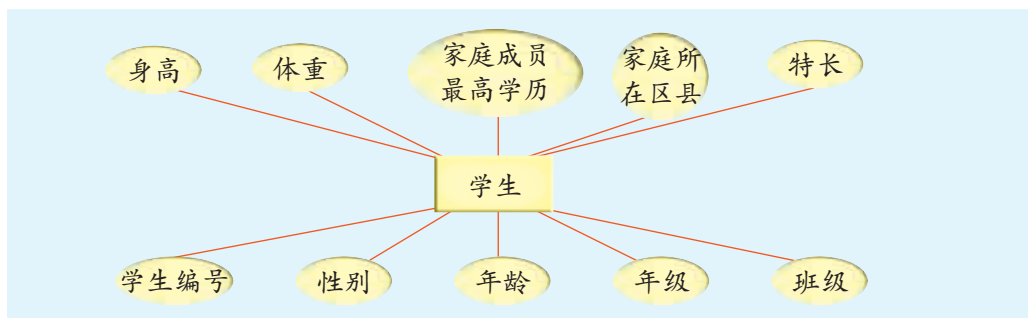 身高
体重
家庭成员
最高学历
家庭所
在区县
特长
学生
学生编号
性别
年龄
年级
班级